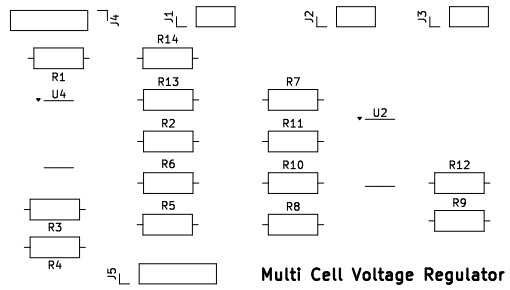 J4
J1
J2
J3
R14
R1
U4
R13
R7
U2
R2
R11
R6
R10
R12
R3
R5
R8
R9
R4
J5
Multi Cell Voltage Regulator